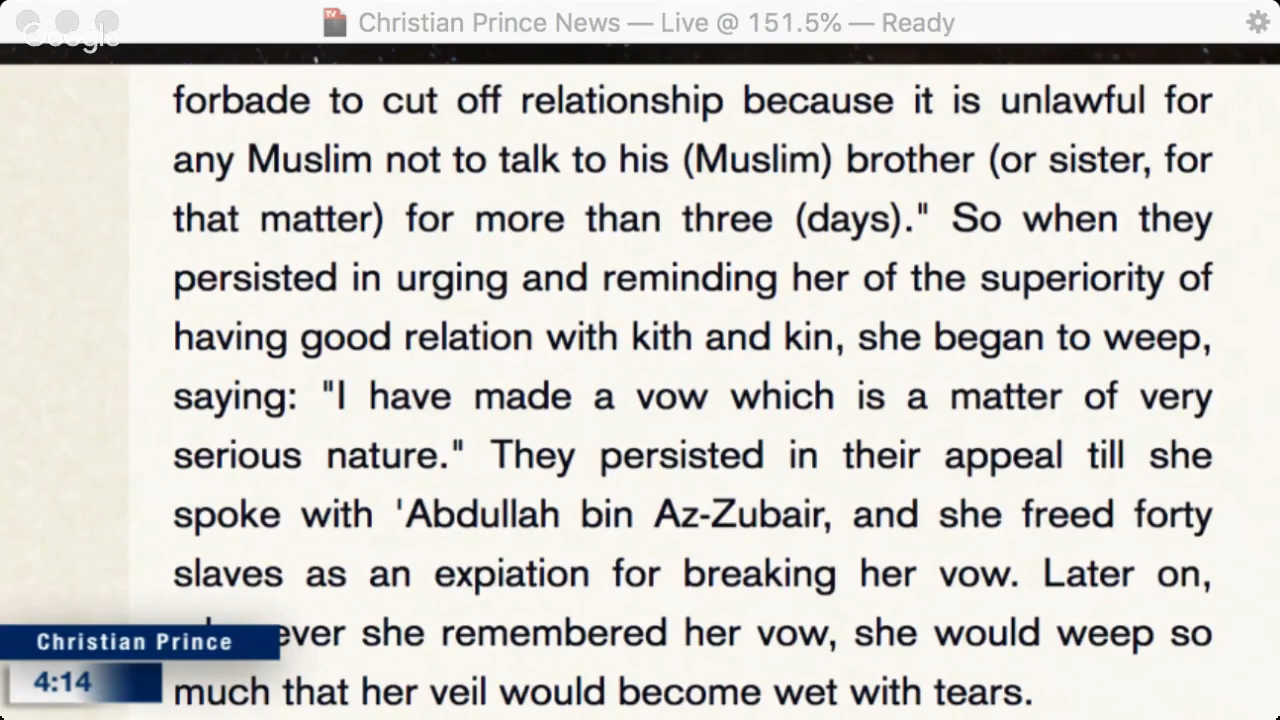 Christian Prince News — Live @ 151.5% — Ready
Google
forbade to cut off relationship because it is unlawful for
any Muslim not to talk to his (Muslim) brother (or sister, for
that matter) for more than three (days)." So when they
persisted in urging and reminding her of the superiority of
having good relation with kith and kin, she began to weep,
saying: "I have made a vow which is a matter of very
serious nature." They persisted in their appeal till she
spoke with 'Abdullah bin Az-Zubair, and she freed forty
slaves as an expiation for breaking her vow. Later on,
she remembered her vow, she would weep so
much that her veil would become wet with tears.
Christian Prince
4:14